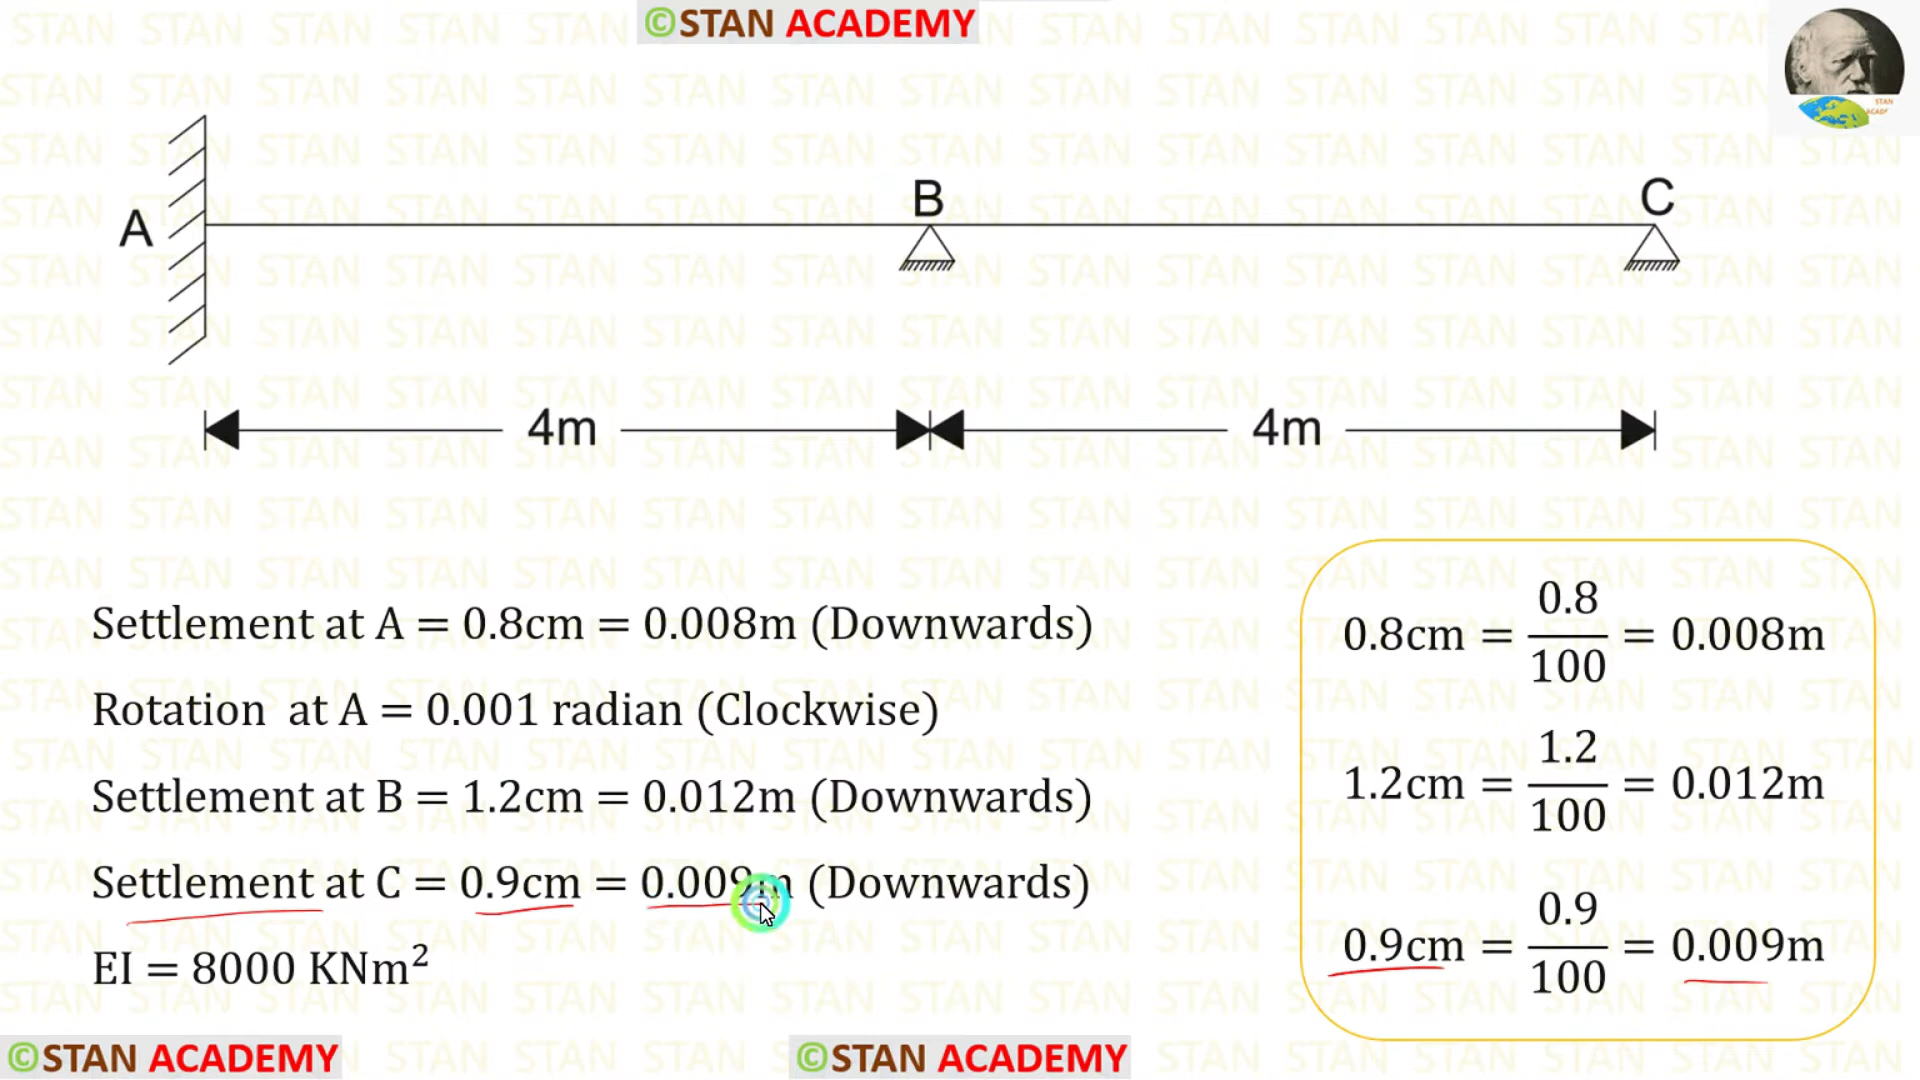 ©STAN ACADEMY
STAN
ACADF
A
B
C
4m
4m
Settlement at A = 0.8cm = 0.008m (Downwards)
Rotation at A = 0.001 radian (Clockwise)
Settlement at B = 1.2cm = 0.012m (Downwards)
Settlement at C = 0.9cm = 0.009m (Downwards)
EI = 8000 KNm²
0.8cm = 0.8/100 = 0.008m
1.2cm = 1.2/100 = 0.012m
0.9cm = 0.9/100 = 0.009m
©STAN ACADEMY
©STAN ACADEMY